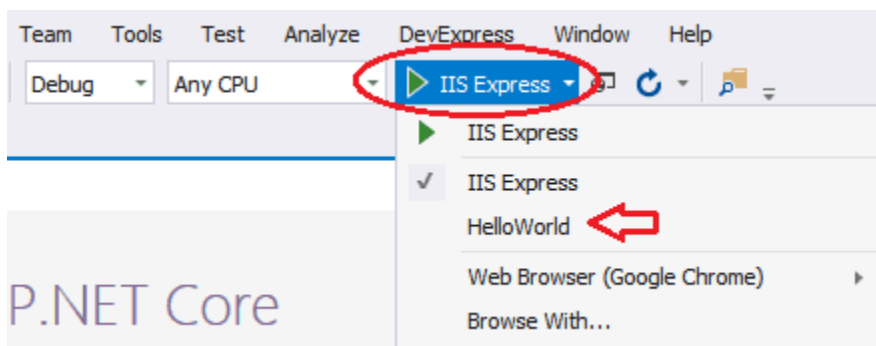 Team Tools Test Analyze DevExpress Window Help
Debug Any CPU IIS Express
IIS Express
IIS Express
HelloWorld
Web Browser (Google Chrome)
P.NET Core
Browse With...